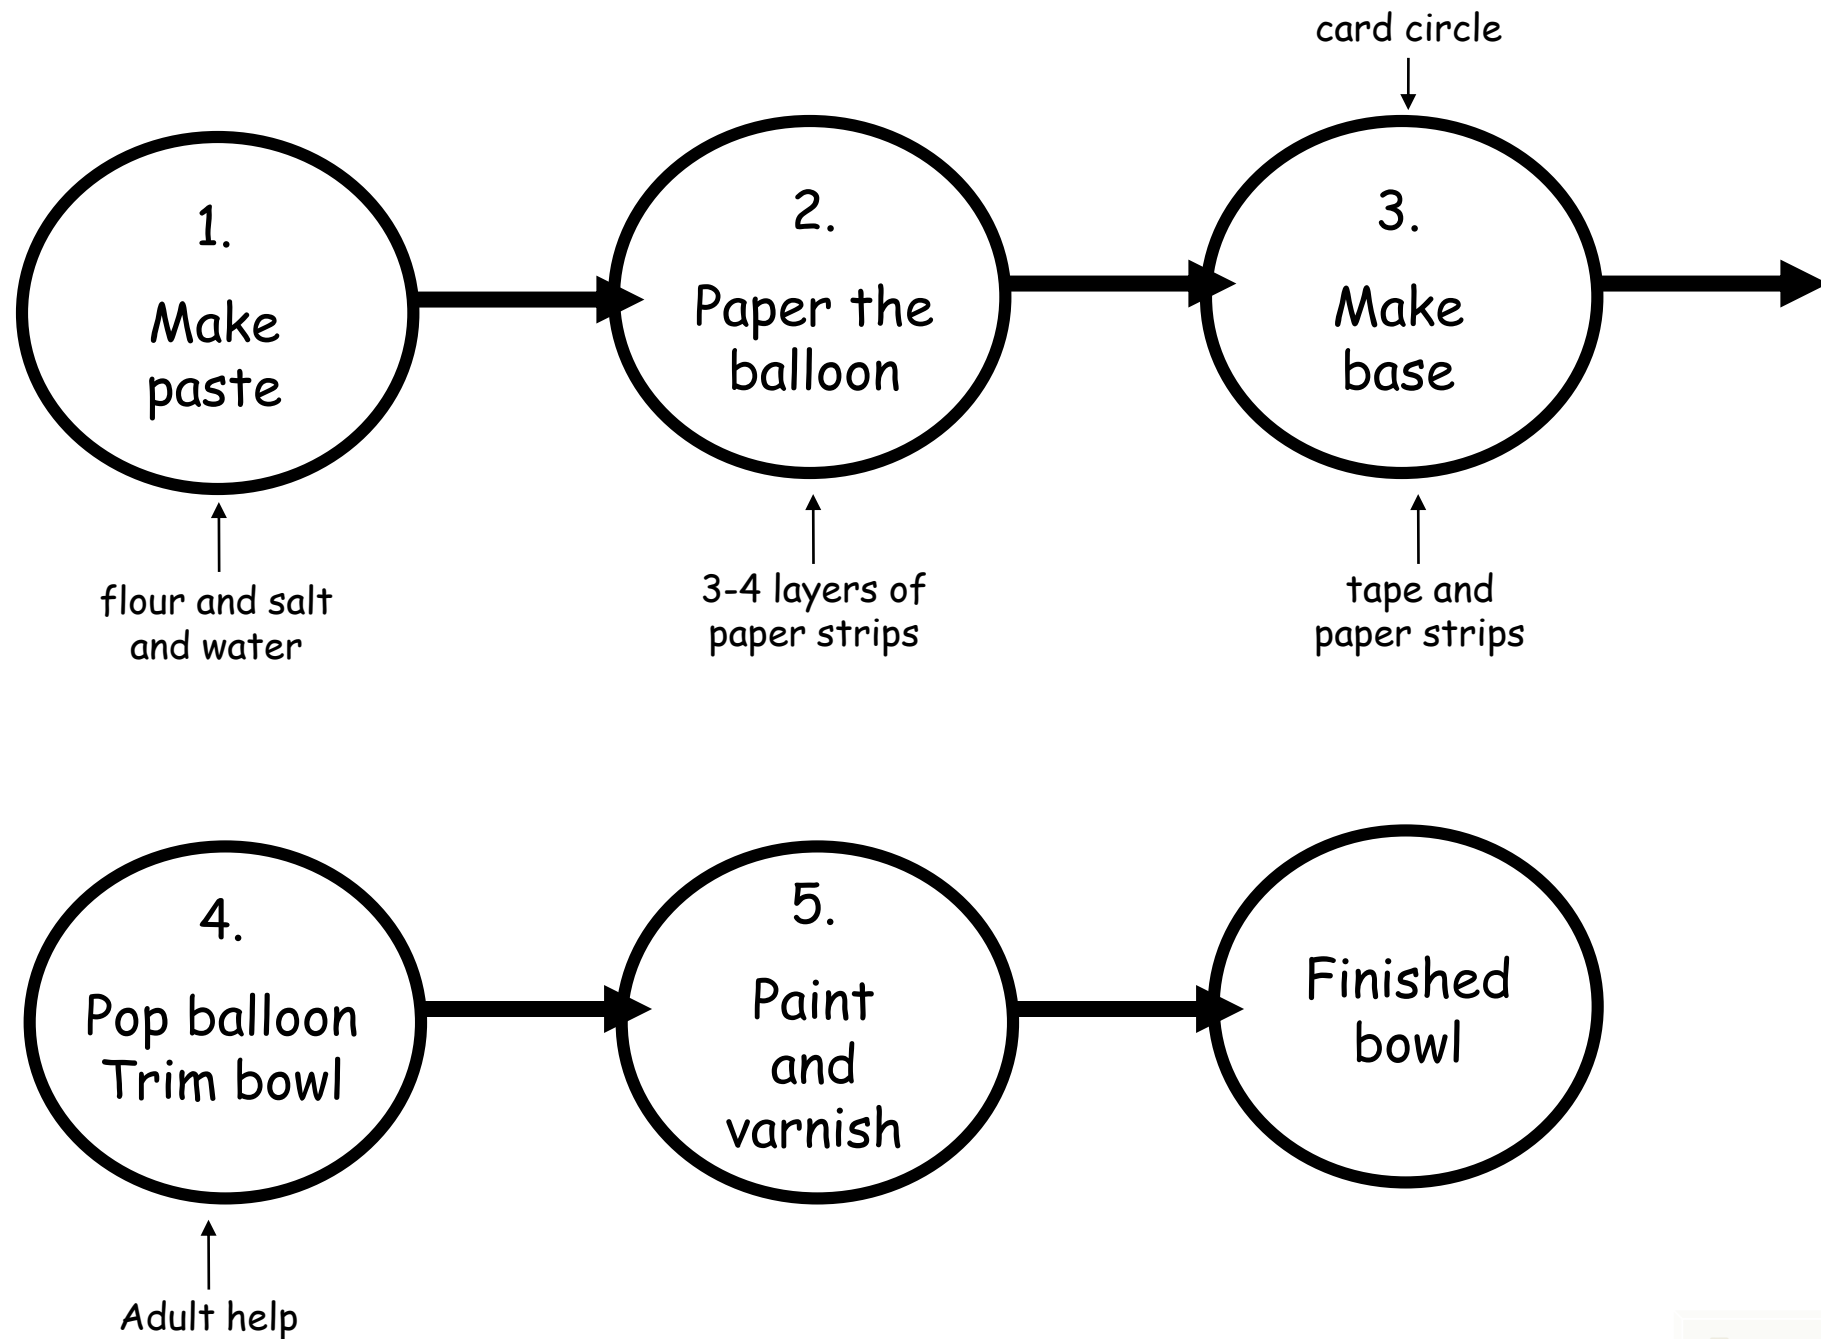 card circle
1.
Make
paste
2.
Paper the
balloon
3.
Make
base
flour and salt
and water
3-4 layers of
paper strips
tape and
paper strips
4.
Pop balloon
Trim bowl
5.
Paint
and
varnish
Finished
bowl
Adult help